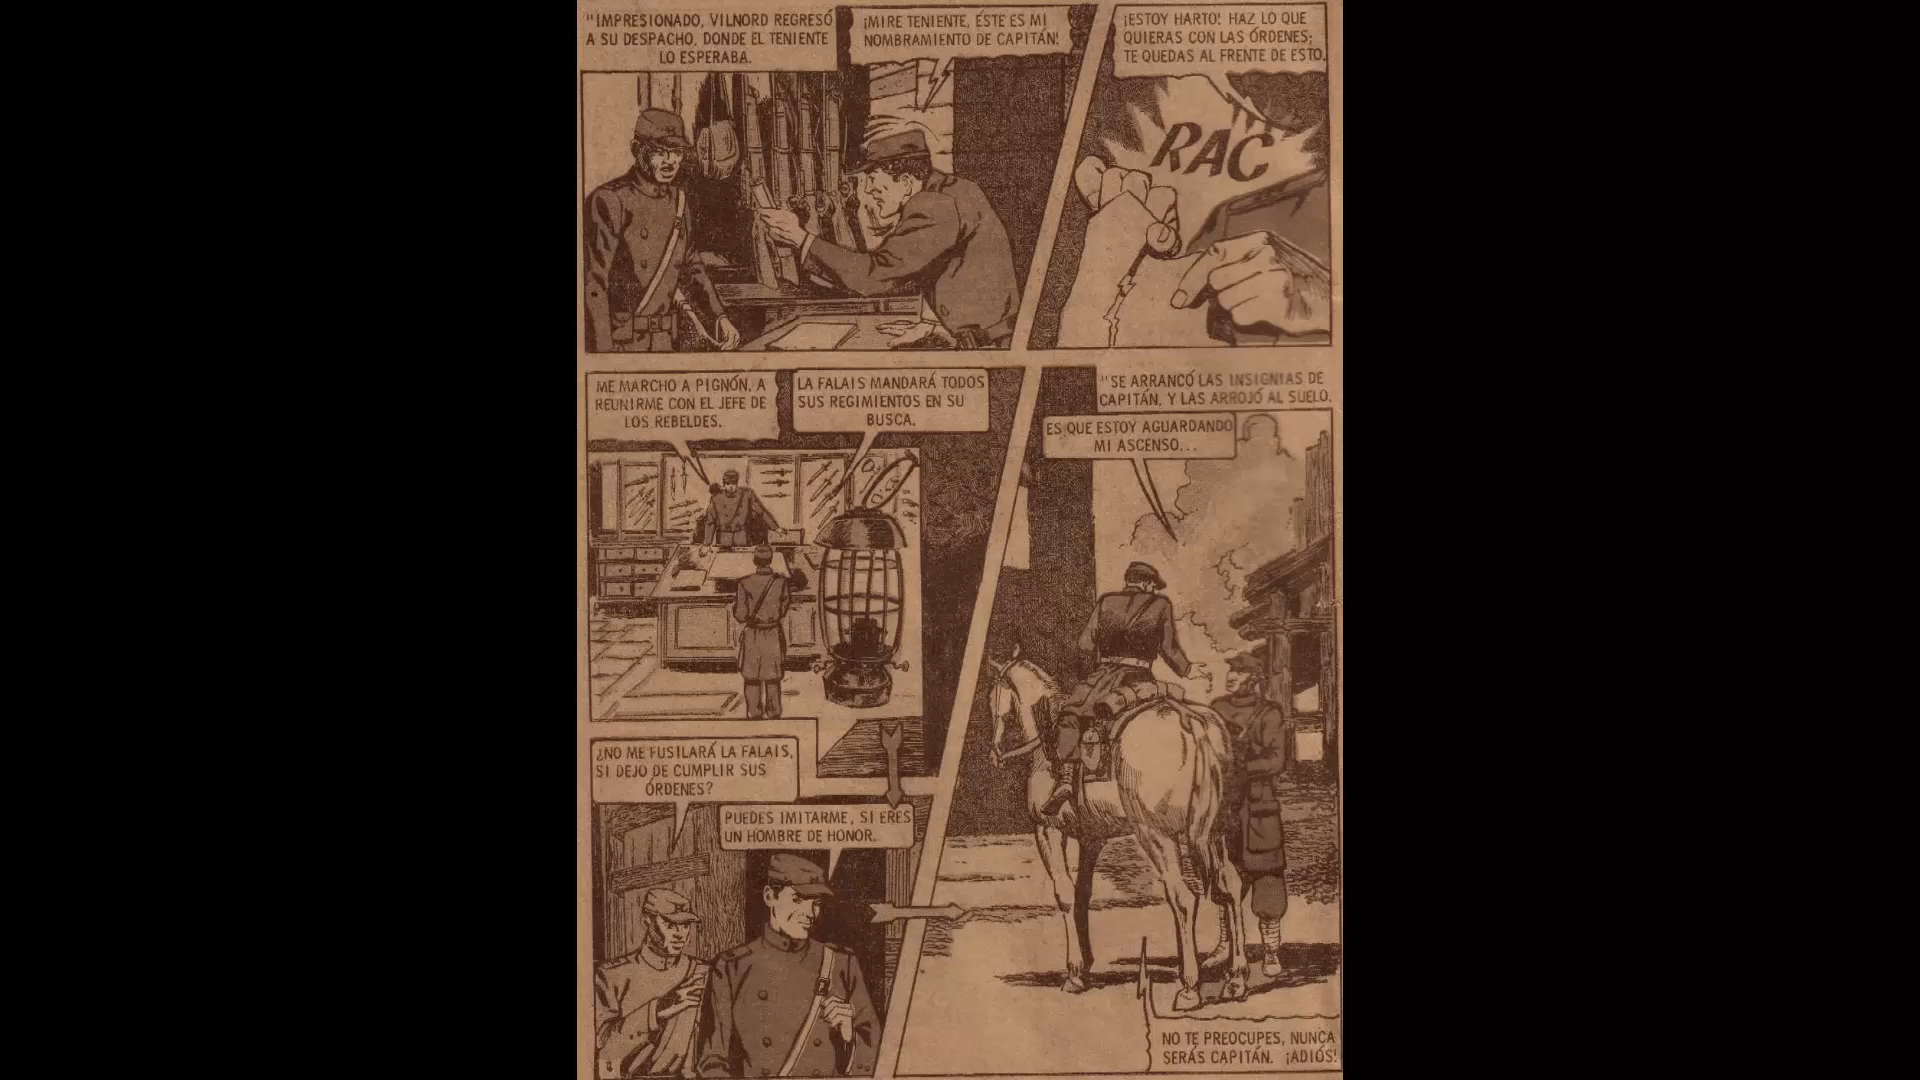 "IMPRESIONADO, VILNORD REGRESÓ
A SU DESPACHO, DONDE EL TENIENTE
LO ESPERABA.
¡MIRE TENIENTE, ÉSTE ES MI
NOMBRAMIENTO DE CAPITÁN!
¡ESTOY HARTO! HAZ LO QUE
QUIERAS CON LAS ÓRDENES;
TE QUEDAS AL FRENTE DE ESTO.
RAC
ME MARCHO A PIGNÓN, A
REUNIRME CON EL JEFE DE
LOS REBELDES.
LA FALAIS MANDARÁ TODOS
SUS REGIMIENTOS EN SU
BUSCA.
¿NO ME FUSILARÁ LA FALAIS,
SI DEJO DE CUMPLIR SUS
ÓRDENES?
PUEDES IMITARME, SI ERES
UN HOMBRE DE HONOR.
"SE ARRANCÓ LAS INSIGNIAS DE
CAPITÁN, Y LAS ARROJÓ AL SUELO.
ES QUE ESTOY AGUARDANDO
MI ASCENSO...
NO TE PREOCUPES, NUNCA
SERÁS CAPITÁN. ¡ADIÓS!